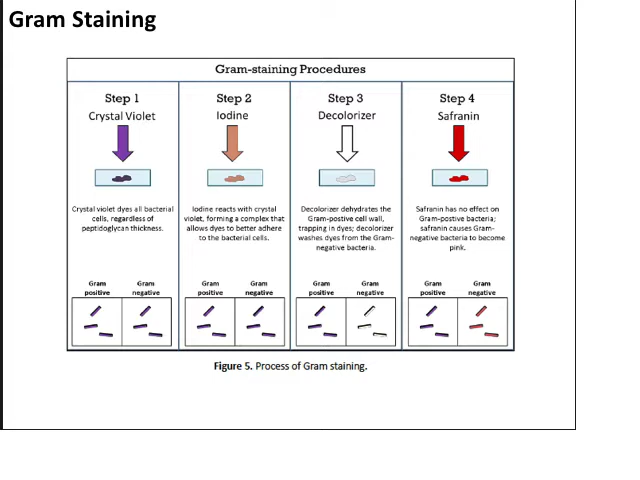 Gram Staining
Gram-staining Procedures
Step 1
Crystal Violet
Crystal violet dyes all bacterial
cells, regardless of
peptidoglycan thickness.
Gram
positive
Gram
negative
Step 2
Iodine
Iodine reacts with crystal
violet, forming a complex that
allows dyes to better adhere
to the bacterial cells.
Gram
positive
Gram
negative
Step 3
Decolorizer
Decolorizer dehydrates the
Gram-postive cell wall,
trapping in dyes; decolorizer
washes dyes from the Gram-
negative bacteria.
Gram
positive
Gram
negative
Step 4
Safranin
Safranin has no effect on
Gram-postive bacteria;
safranin causes Gram-
negative bacteria to become
pink.
Gram
positive
Gram
negative
Figure 5. Process of Gram staining.